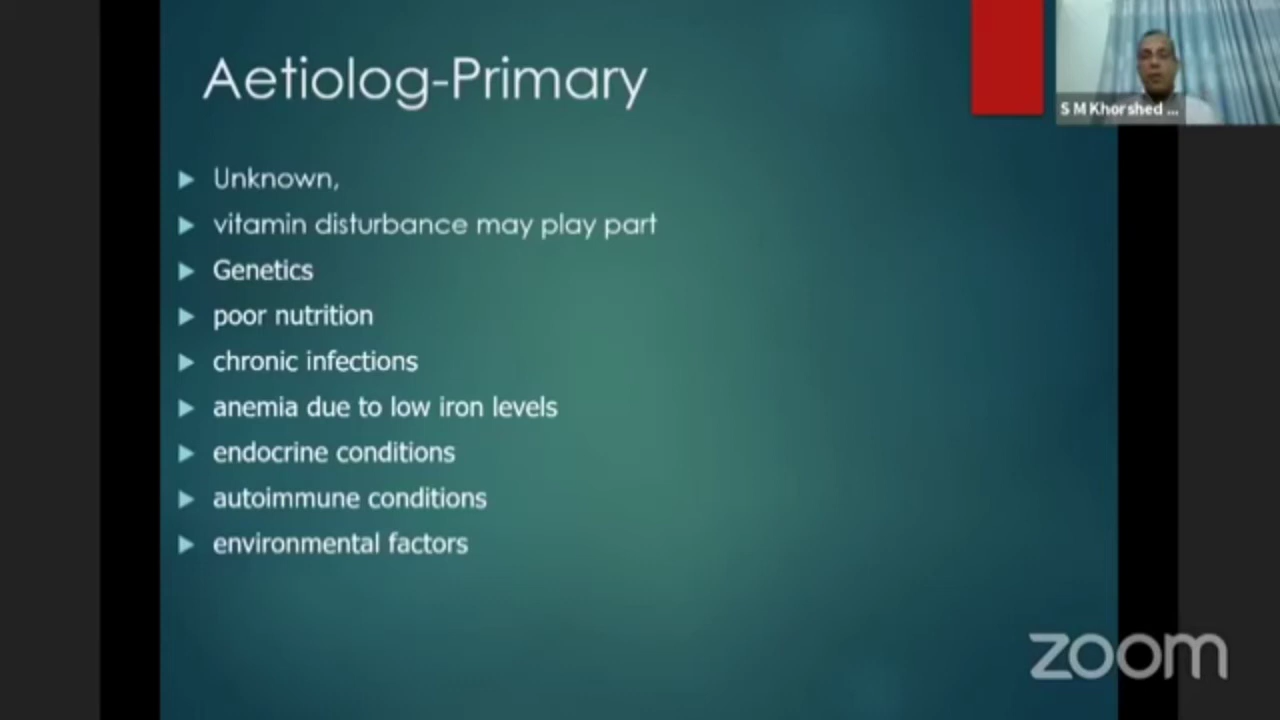 Aetiolog-Primary
S M Khorshed ...
Unknown,
vitamin disturbance may play part
Genetics
poor nutrition
chronic infections
anemia due to low iron levels
endocrine conditions
autoimmune conditions
environmental factors
zoom